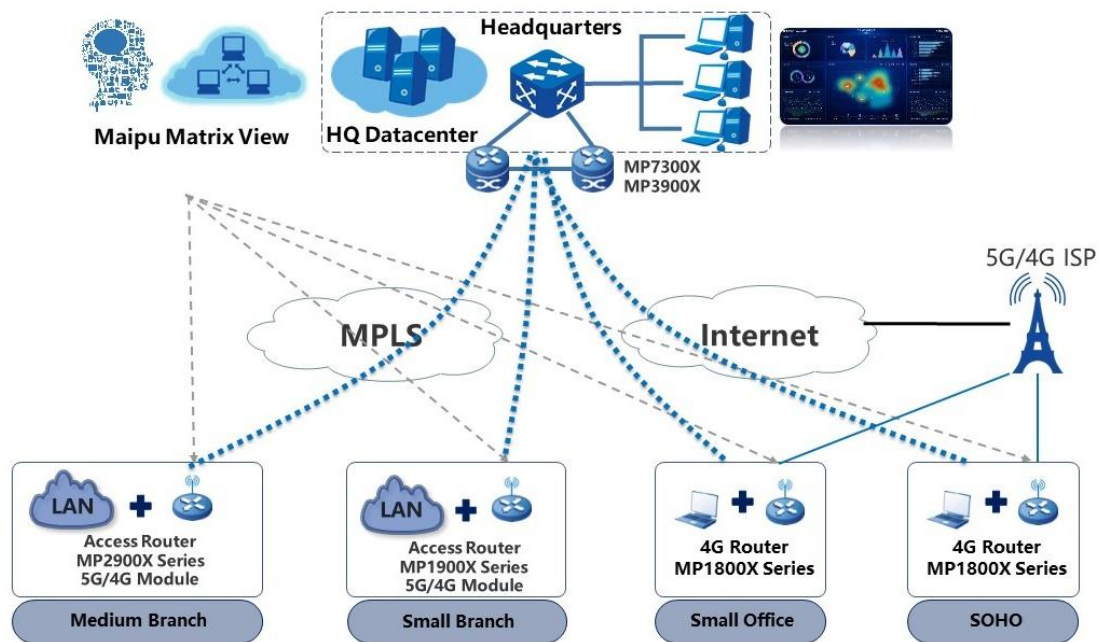 Headquarters
HQ Datacenter
Maipu Matrix View
MP7300X
MP3900X
5G/4G ISP
MPLS
Internet
LAN
Access Router
MP2900X Series
5G/4G Module
Medium Branch
LAN
Access Router
MP1900X Series
5G/4G Module
Small Branch
4G Router
MP1800X Series
Small Office
4G Router
MP1800X Series
SOHO